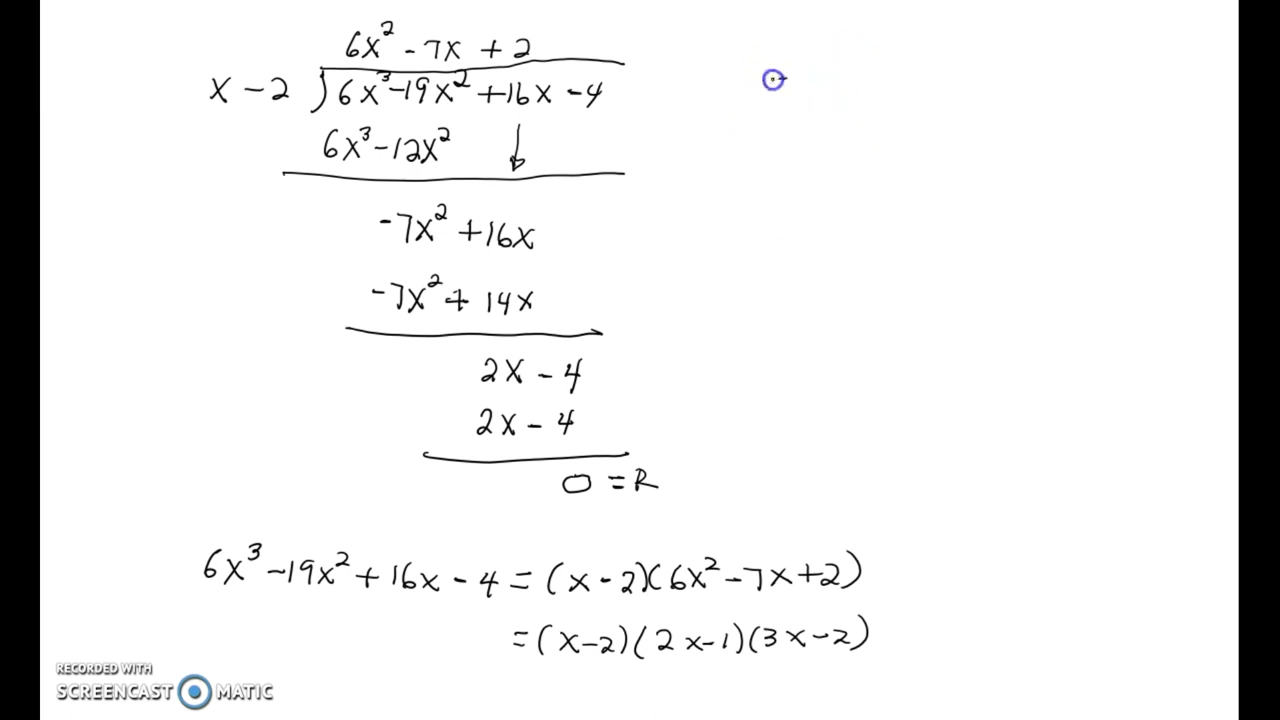 6x² - 7x + 2
x - 2 ) 6x³ - 19x² + 16x - 4
6x³ - 12x²
-7x² + 16x
-7x² + 14x
2x - 4
2x - 4
0 = R
6x³ - 19x² + 16x - 4 = (x - 2)(6x² - 7x + 2)
= (x - 2)(2x - 1)(3x - 2)
RECORDED WITH
SCREENCAST MATIC